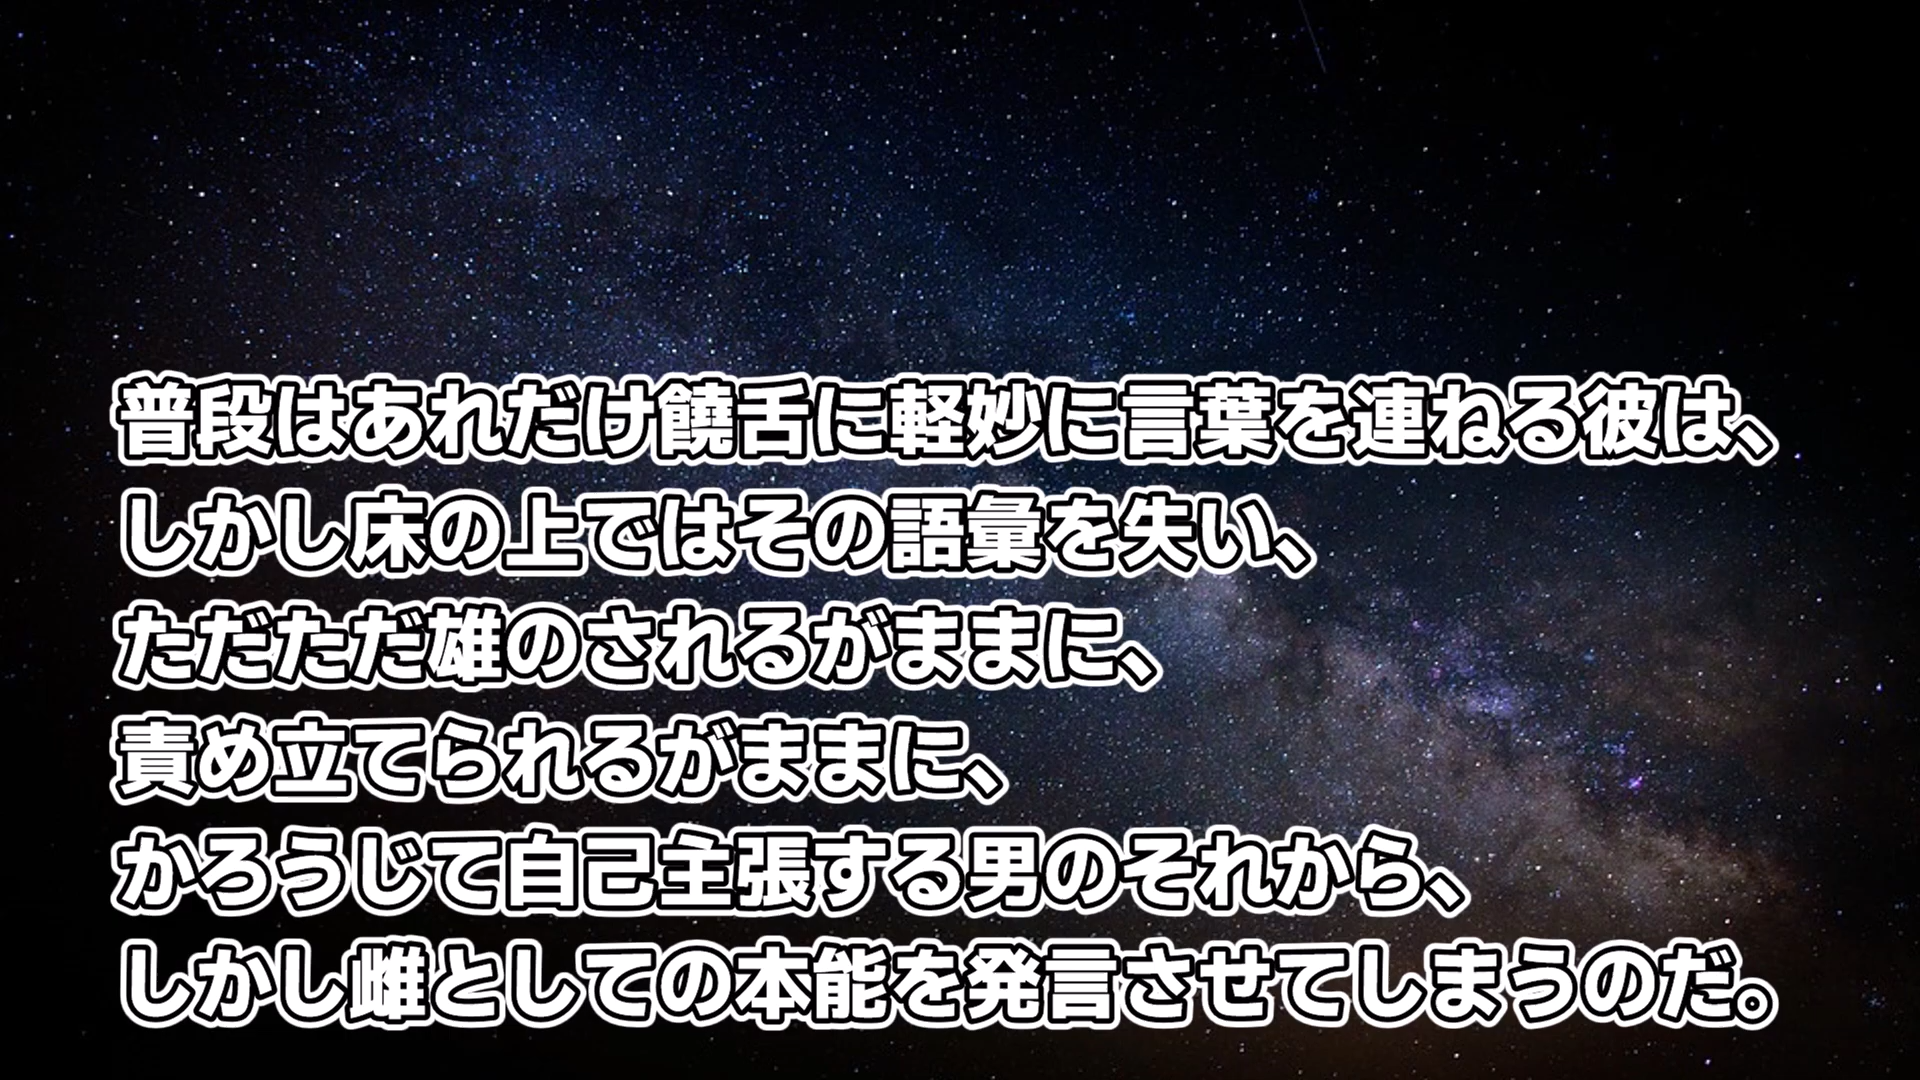 普段はあれだけ饒舌に軽妙に言葉を連ねる彼は、
しかし床の上ではその語彙を失い、
ただただ雄のされるがままに、
責め立てられるがままに、
かろうじて自己主張する男のそれから、
しかし雌としての本能を発言させてしまうのだ。